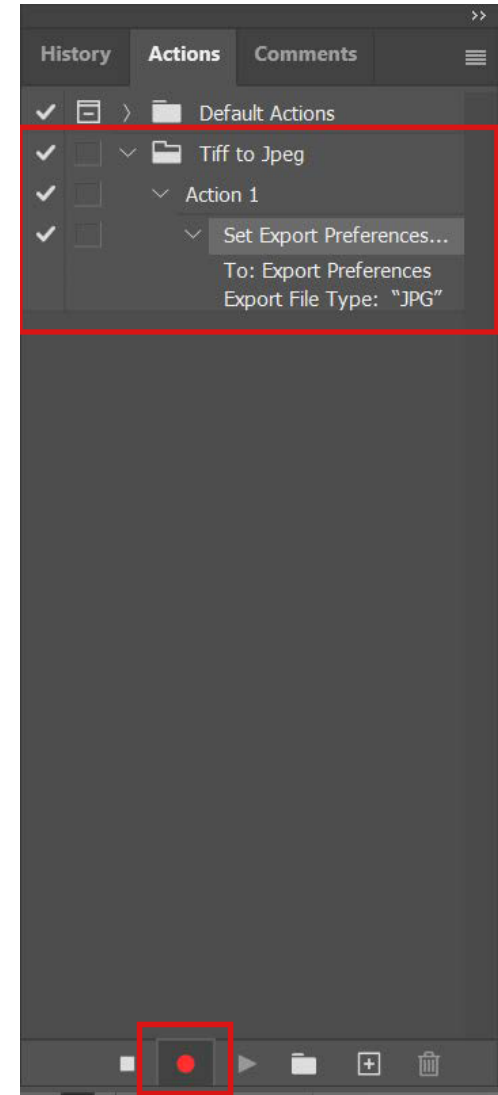 History Actions Comments
Default Actions
Tiff to Jpeg
Action 1
Set Export Preferences...
To: Export Preferences
Export File Type: “JPG”